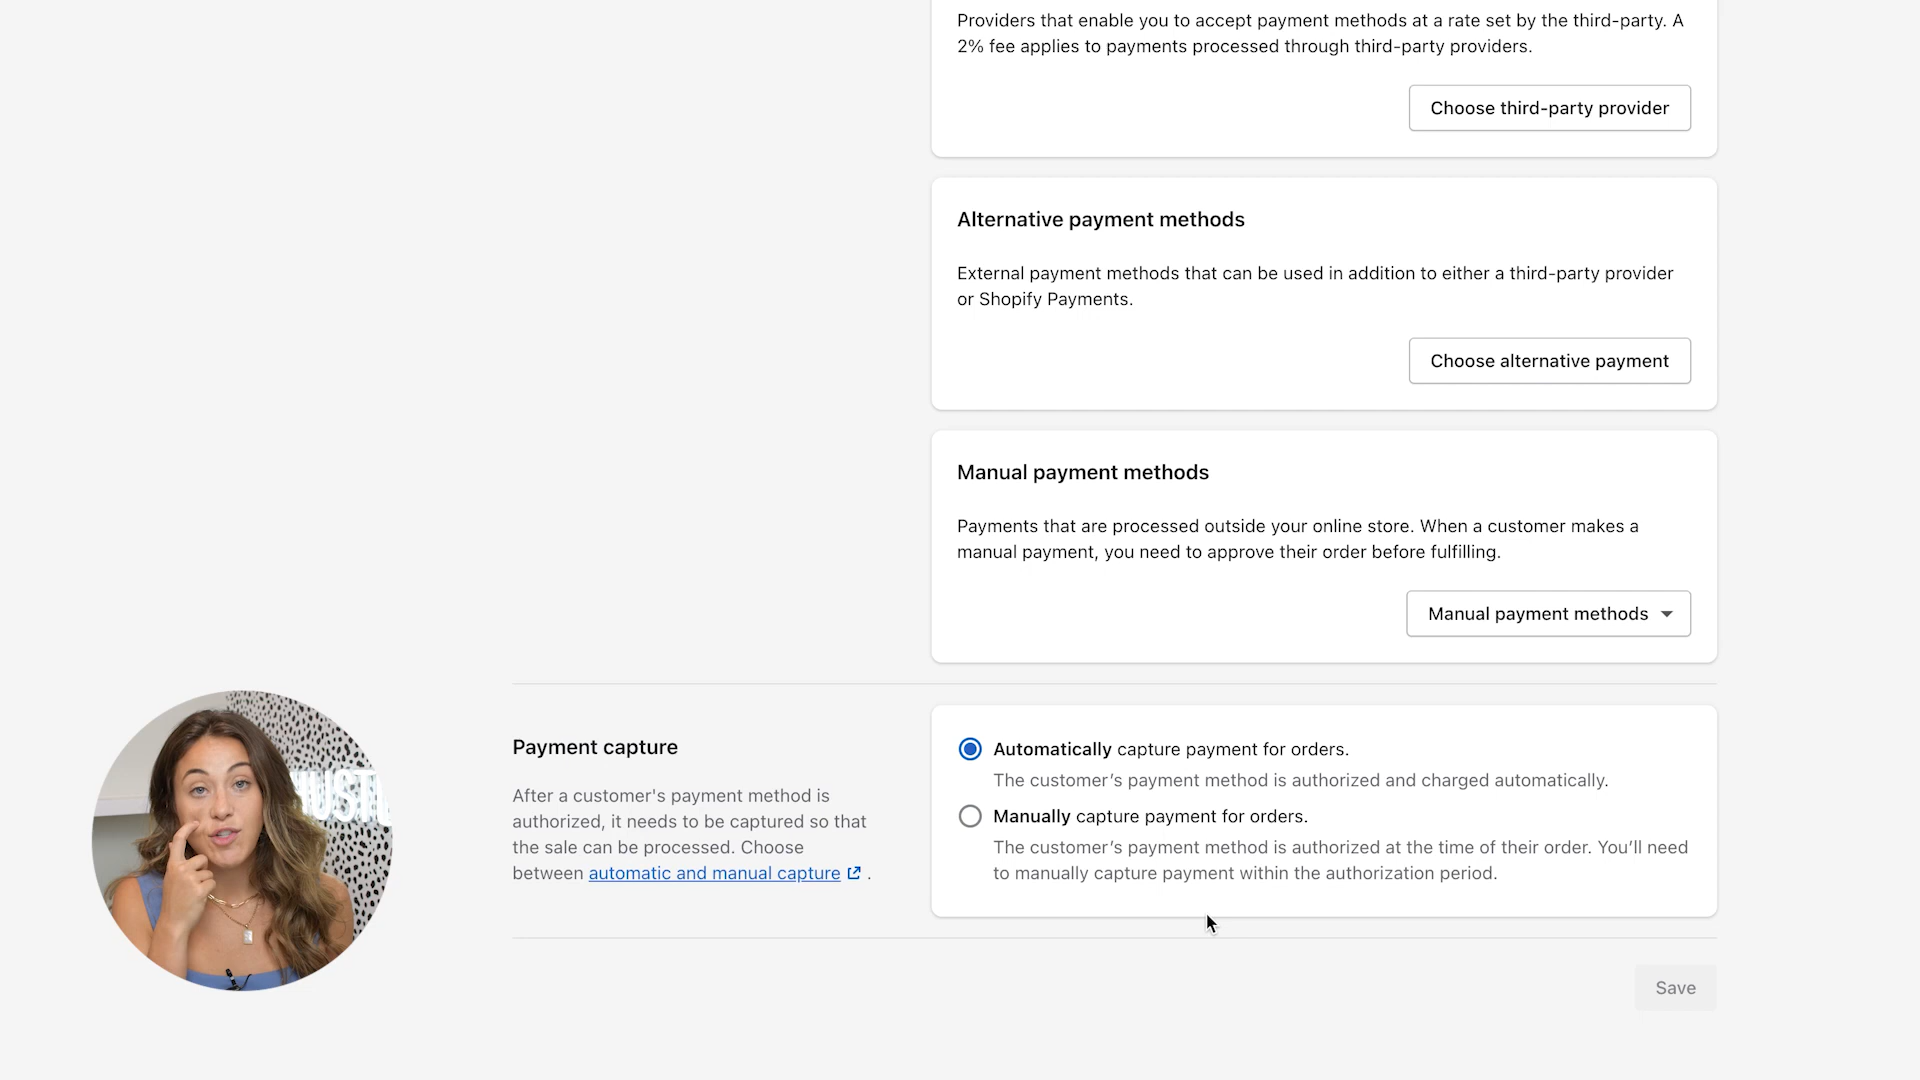 Providers that enable you to accept payment methods at a rate set by the third-party. A
2% fee applies to payments processed through third-party providers.
Choose third-party provider
Alternative payment methods
External payment methods that can be used in addition to either a third-party provider
or Shopify Payments.
Choose alternative payment
Manual payment methods
Payments that are processed outside your online store. When a customer makes a
manual payment, you need to approve their order before fulfilling.
Manual payment methods
Payment capture
After a customer's payment method is
authorized, it needs to be captured so that
the sale can be processed. Choose
between automatic and manual capture .
Automatically capture payment for orders.
The customer’s payment method is authorized and charged automatically.
Manually capture payment for orders.
The customer’s payment method is authorized at the time of their order. You’ll need
to manually capture payment within the authorization period.
Save